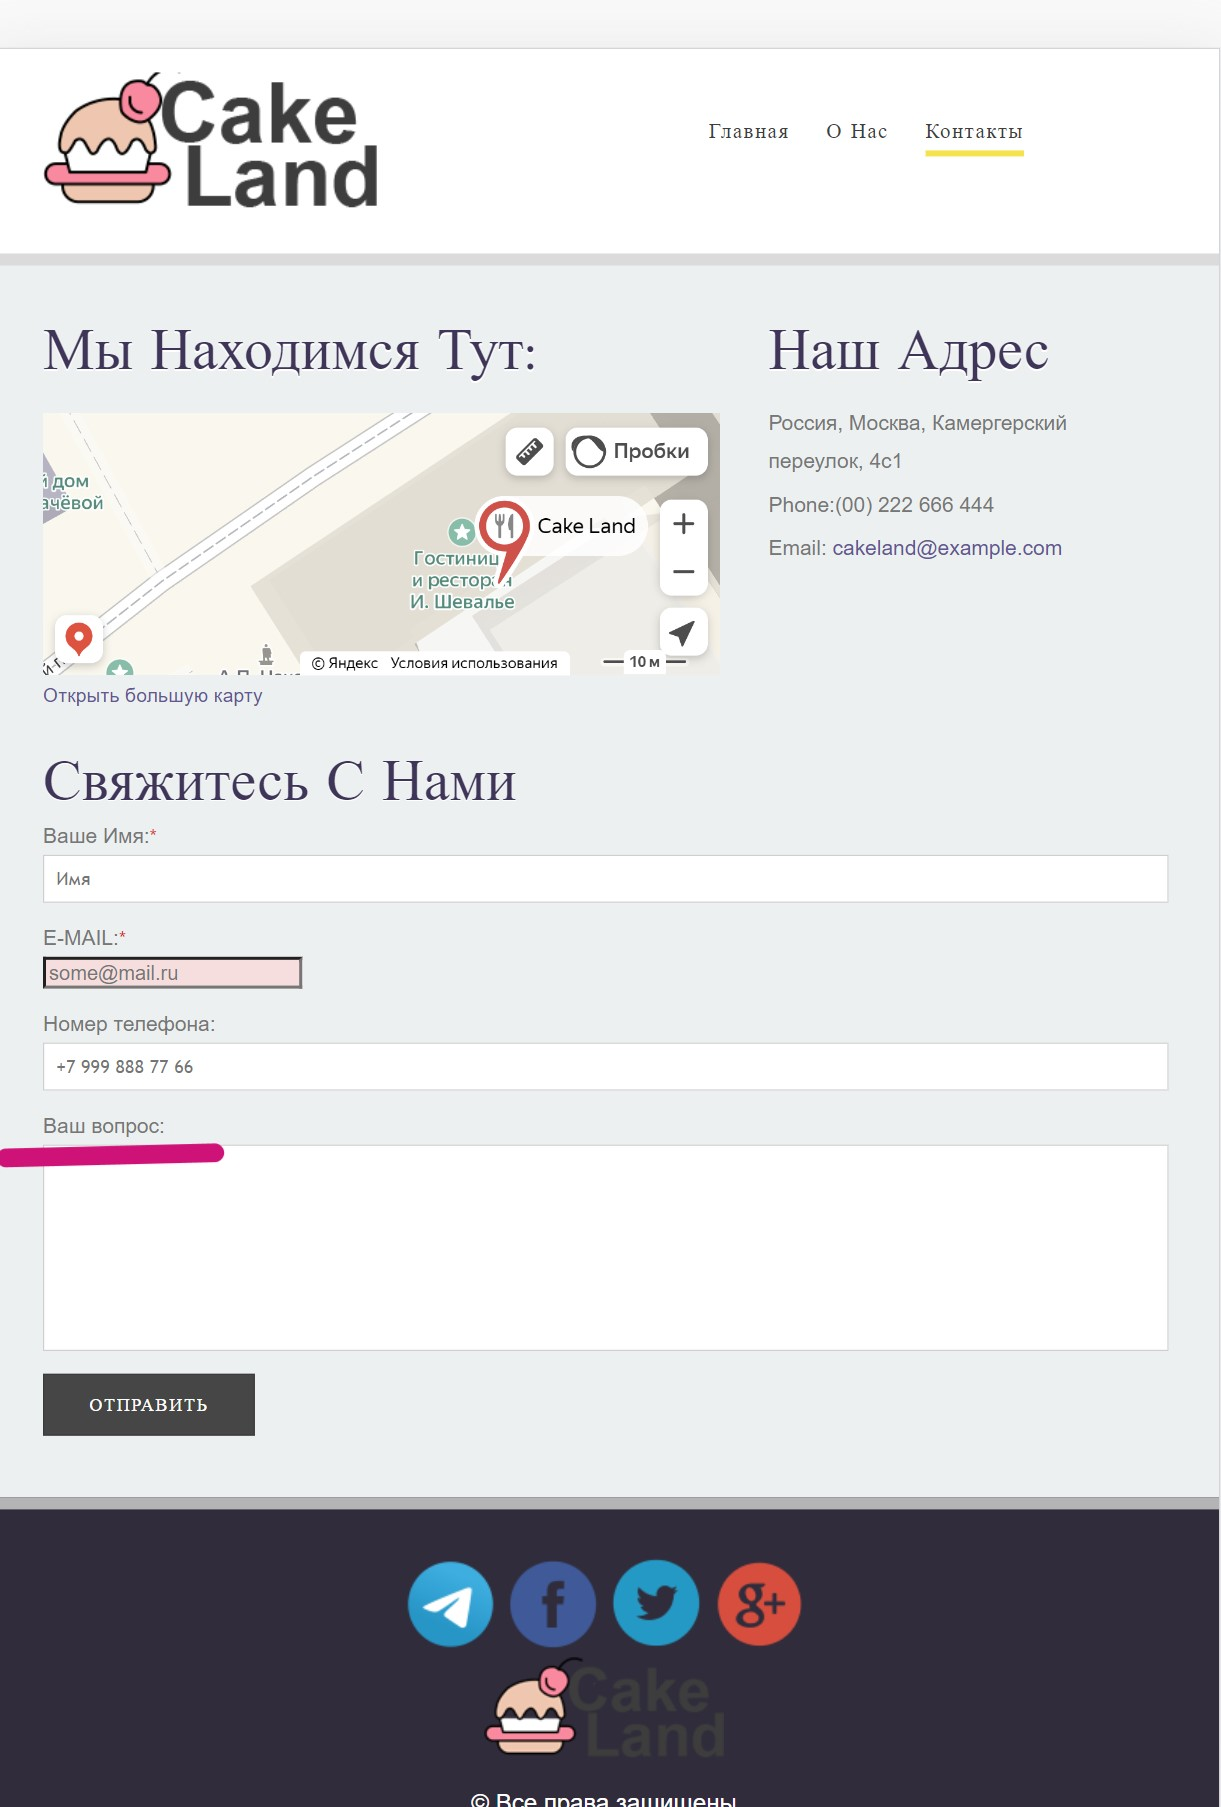 Cake
Land
Главная
О Нас
Контакты
Мы Находимся Тут:
Наш Адрес
Россия, Москва, Камергерский
переулок, 4с1
Phone:(00) 222 666 444
Email: cakeland@example.com
Пробки
й дом
ачёвой
Cake Land
Гостиниц
и ресторан
И. Шевалье
© Яндекс Условия использования
10 м
Открыть большую карту
Свяжитесь С Нами
Ваше Имя:*
Имя
E-MAIL:*
some@mail.ru
Номер телефона:
+7 999 888 77 66
Ваш вопрос:
ОТПРАВИТЬ
g+
Cake
Land
© Все права защищены